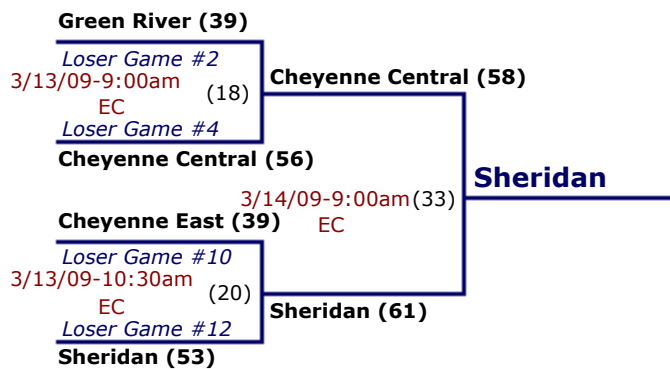 Green River (39)
Loser Game #2
3/13/09-9:00am
EC
(18)
Loser Game #4
Cheyenne Central (56)
Cheyenne Central (58)
3/14/09-9:00am
EC
(33)
Sheridan
Cheyenne East (39)
Loser Game #10
3/13/09-10:30am
EC
(20)
Loser Game #12
Sheridan (53)
Sheridan (61)